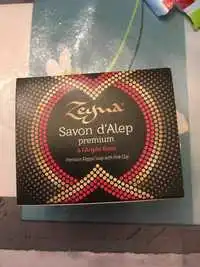 Zeyna
Savon d'Alep
premium
à l'Argile Rose
Premium Aleppo Soap with Pink Clay